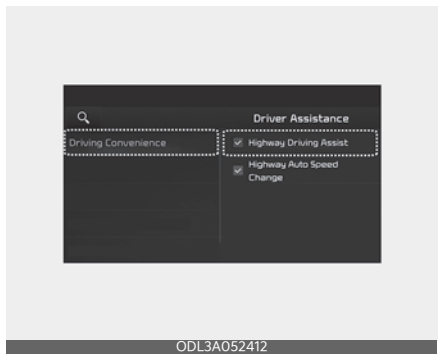 Driver Assistance
Driving Convenience
Highway Driving Assist
Highway Auto Speed
Change
ODL3A052412